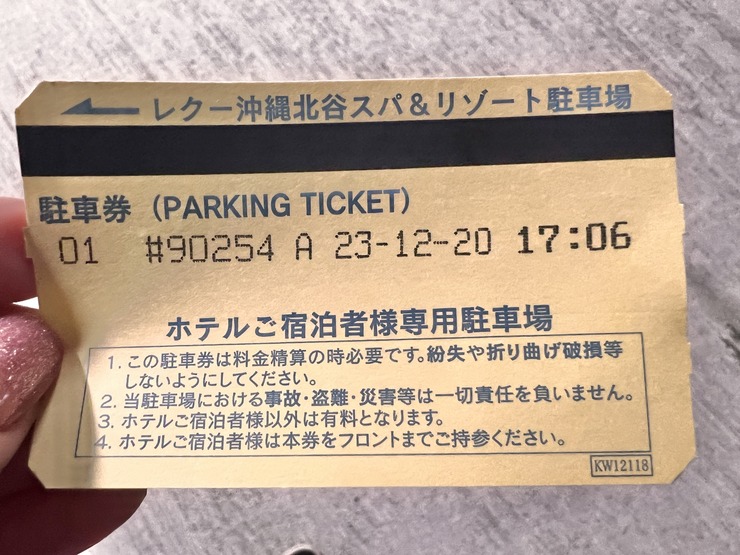 レクー沖縄北谷スパ&リゾート駐車場
駐車券 (PARKING TICKET)
01 #90254 A 23-12-20 17:06
ホテルご宿泊者様専用駐車場
1. この駐車券は料金精算の時必要です。紛失や折り曲げ破損等
しないようにしてください。
2. 当駐車場における事故・盗難・災害等は一切責任を負いません。
3. ホテルご宿泊者様以外は有料となります。
4. ホテルご宿泊者様は本券をフロントまでご持参ください。
KW12118